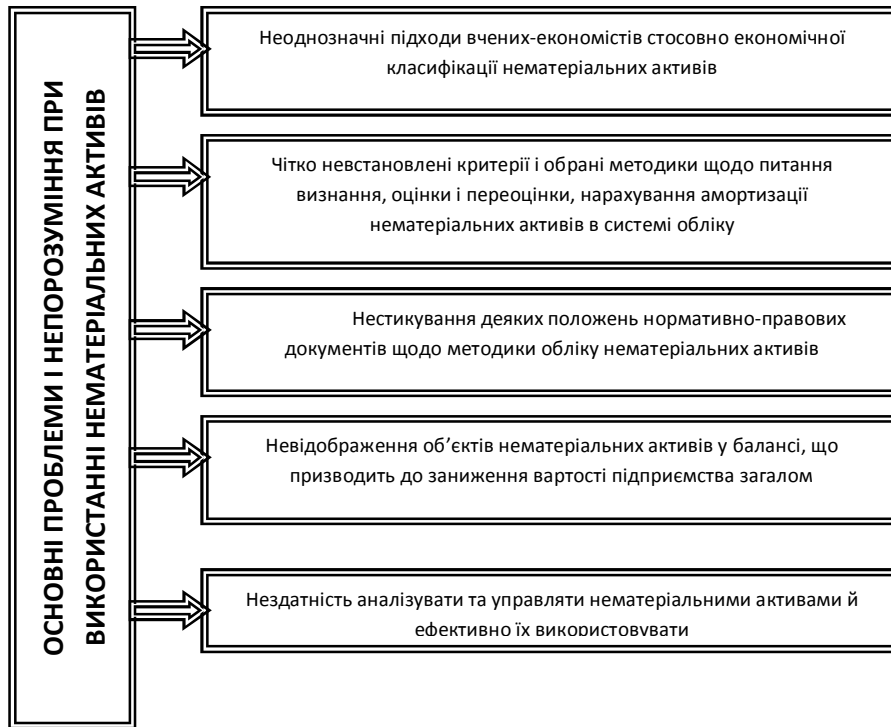 ОСНОВНІ ПРОБЛЕМИ І НЕПОРОЗУМІННЯ ПРИ
ВИКОРИСТАННІ НЕМАТЕРІАЛЬНИХ АКТИВІВ
Неоднозначні підходи вчених-економістів стосовно економічної
класифікації нематеріальних активів
Чітко невстановлені критерії і обрані методики щодо питання
визнання, оцінки і переоцінки, нарахування амортизації
нематеріальних активів в системі обліку
Нестикування деяких положень нормативно-правових
документів щодо методики обліку нематеріальних активів
Невідображення об’єктів нематеріальних активів у балансі, що
призводить до заниження вартості підприємства загалом
Нездатність аналізувати та управляти нематеріальними активами й
ефективно їх використовувати